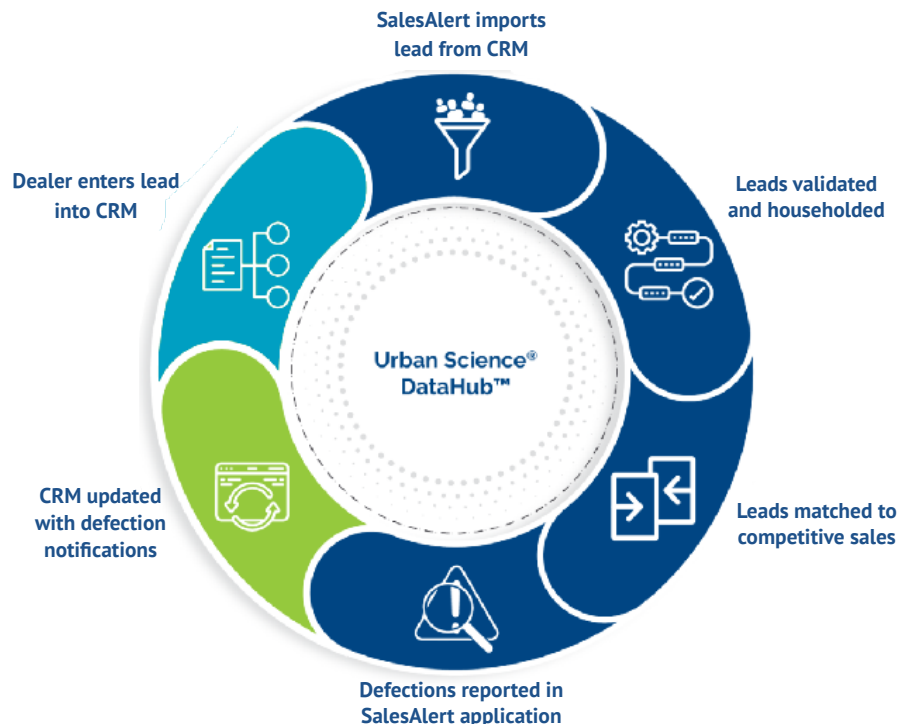 SalesAlert imports
lead from CRM
Dealer enters lead
into CRM
Leads validated
and householded
Urban Science®
DataHub™
CRM updated
with defection
notifications
Leads matched to
competitive sales
Defections reported in
SalesAlert application